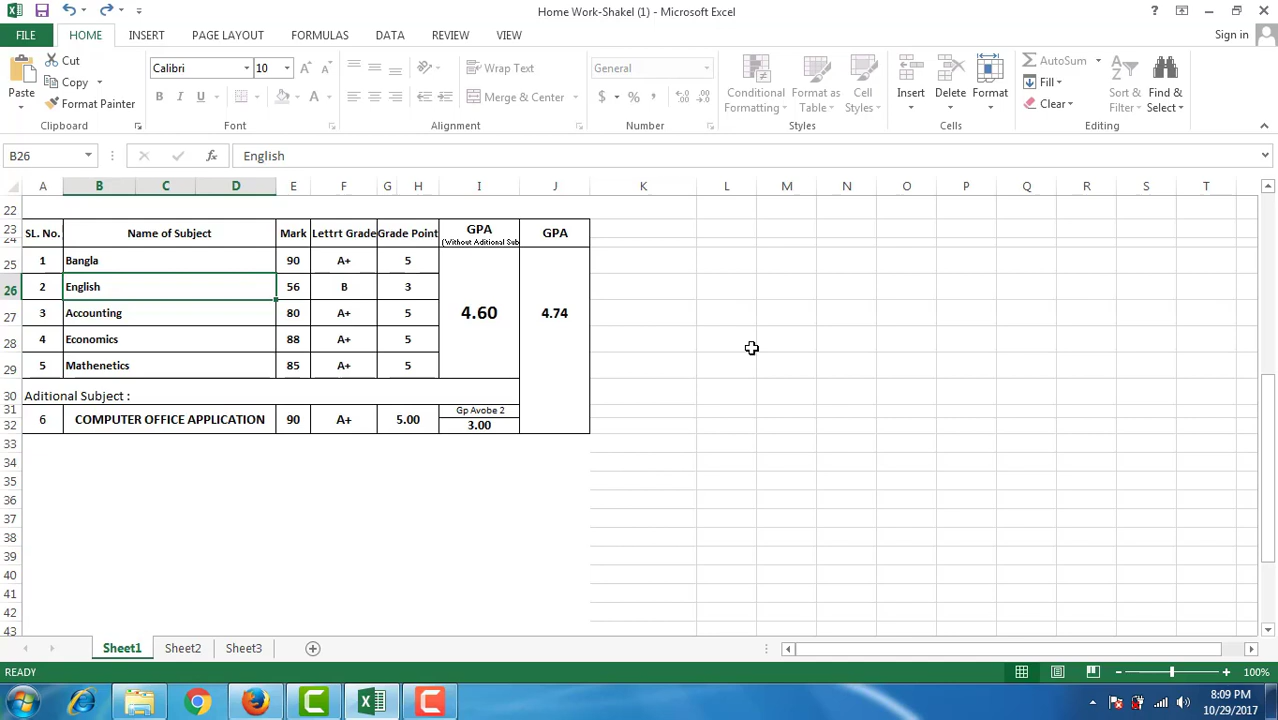 Home Work-Shakel (1) - Microsoft Excel
?
FILE HOME INSERT PAGE LAYOUT FORMULAS DATA REVIEW VIEW Sign in
Paste
Cut
Copy
Format Painter
Calibri 10
B I U A
Wrap Text
Merge & Center
General
$ % ,
Conditional Formatting
Format as Table
Cell Styles
Insert
Delete
Format
AutoSum
Fill
Clear
Sort & Filter
Find & Select
Clipboard Font Alignment Number Styles Cells Editing
B26 fx English
A B C D E F G H I J K L M N O P Q R S T
22
23 SL. No. Name of Subject Mark Lettrt Grade Grade Point GPA GPA
24 (Without Aditional Sub
25 1 Bangla 90 A+ 5
26 2 English 56 B 3
27 3 Accounting 80 A+ 5 4.60 4.74
28 4 Economics 88 A+ 5
29 5 Mathenetics 85 A+ 5
30 Aditional Subject :
31 Gp Avobe 2
32 6 COMPUTER OFFICE APPLICATION 90 A+ 5.00 3.00
33
34
35
36
37
38
39
40
41
42
43
Sheet1 Sheet2 Sheet3
READY 100%
8:09 PM
10/29/2017